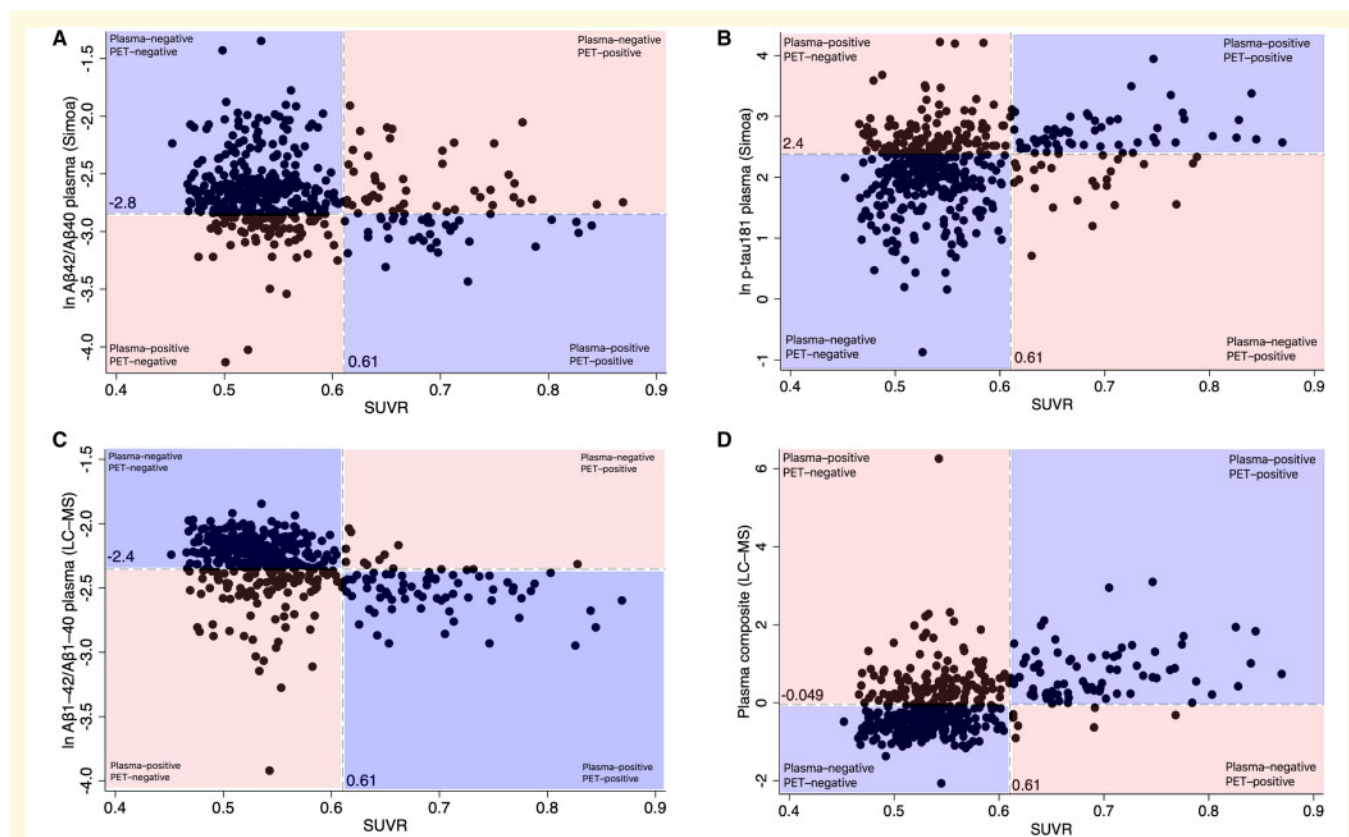 A
Plasma–negative
PET–negative
Plasma–negative
PET–positive
-1.5
-2.0
-2.5
-3.0
-3.5
-4.0
ln Aβ42/Aβ40 plasma (Simoa)
-2.8
Plasma–positive
PET–negative
0.61
Plasma–positive
PET–positive
0.4 0.5 0.6 0.7 0.8 0.9
SUVR
B
Plasma–positive
PET–negative
Plasma–positive
PET–positive
4
3
2
1
0
-1
ln p-tau181 plasma (Simoa)
2.4
Plasma–negative
PET–negative
0.61
Plasma–negative
PET–positive
0.4 0.5 0.6 0.7 0.8 0.9
SUVR
C
Plasma–negative
PET–negative
Plasma–negative
PET–positive
-1.5
-2.0
-2.5
-3.0
-3.5
-4.0
ln Aβ1–42/Aβ1–40 plasma (LC–MS)
-2.4
Plasma–positive
PET–negative
0.61
Plasma–positive
PET–positive
0.4 0.5 0.6 0.7 0.8 0.9
SUVR
D
Plasma–positive
PET–negative
Plasma–positive
PET–positive
6
4
2
0
-2
Plasma composite (LC–MS)
-0.049
Plasma–negative
PET–negative
0.61
Plasma–negative
PET–positive
0.4 0.5 0.6 0.7 0.8 0.9
SUVR